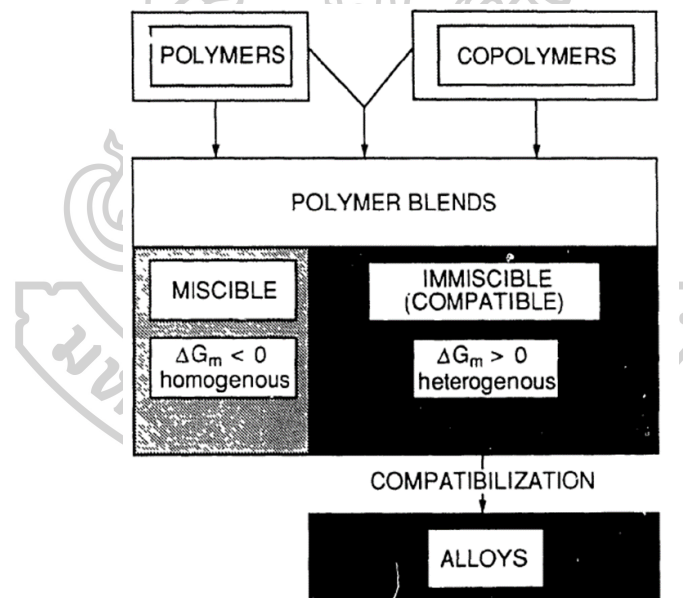 POLYMERS
COPOLYMERS
POLYMER BLENDS
MISCIBLE
IMMISCIBLE
(COMPATIBLE)
ΔGm < 0
homogenous
ΔGm > 0
heterogenous
COMPATIBILIZATION
ALLOYS